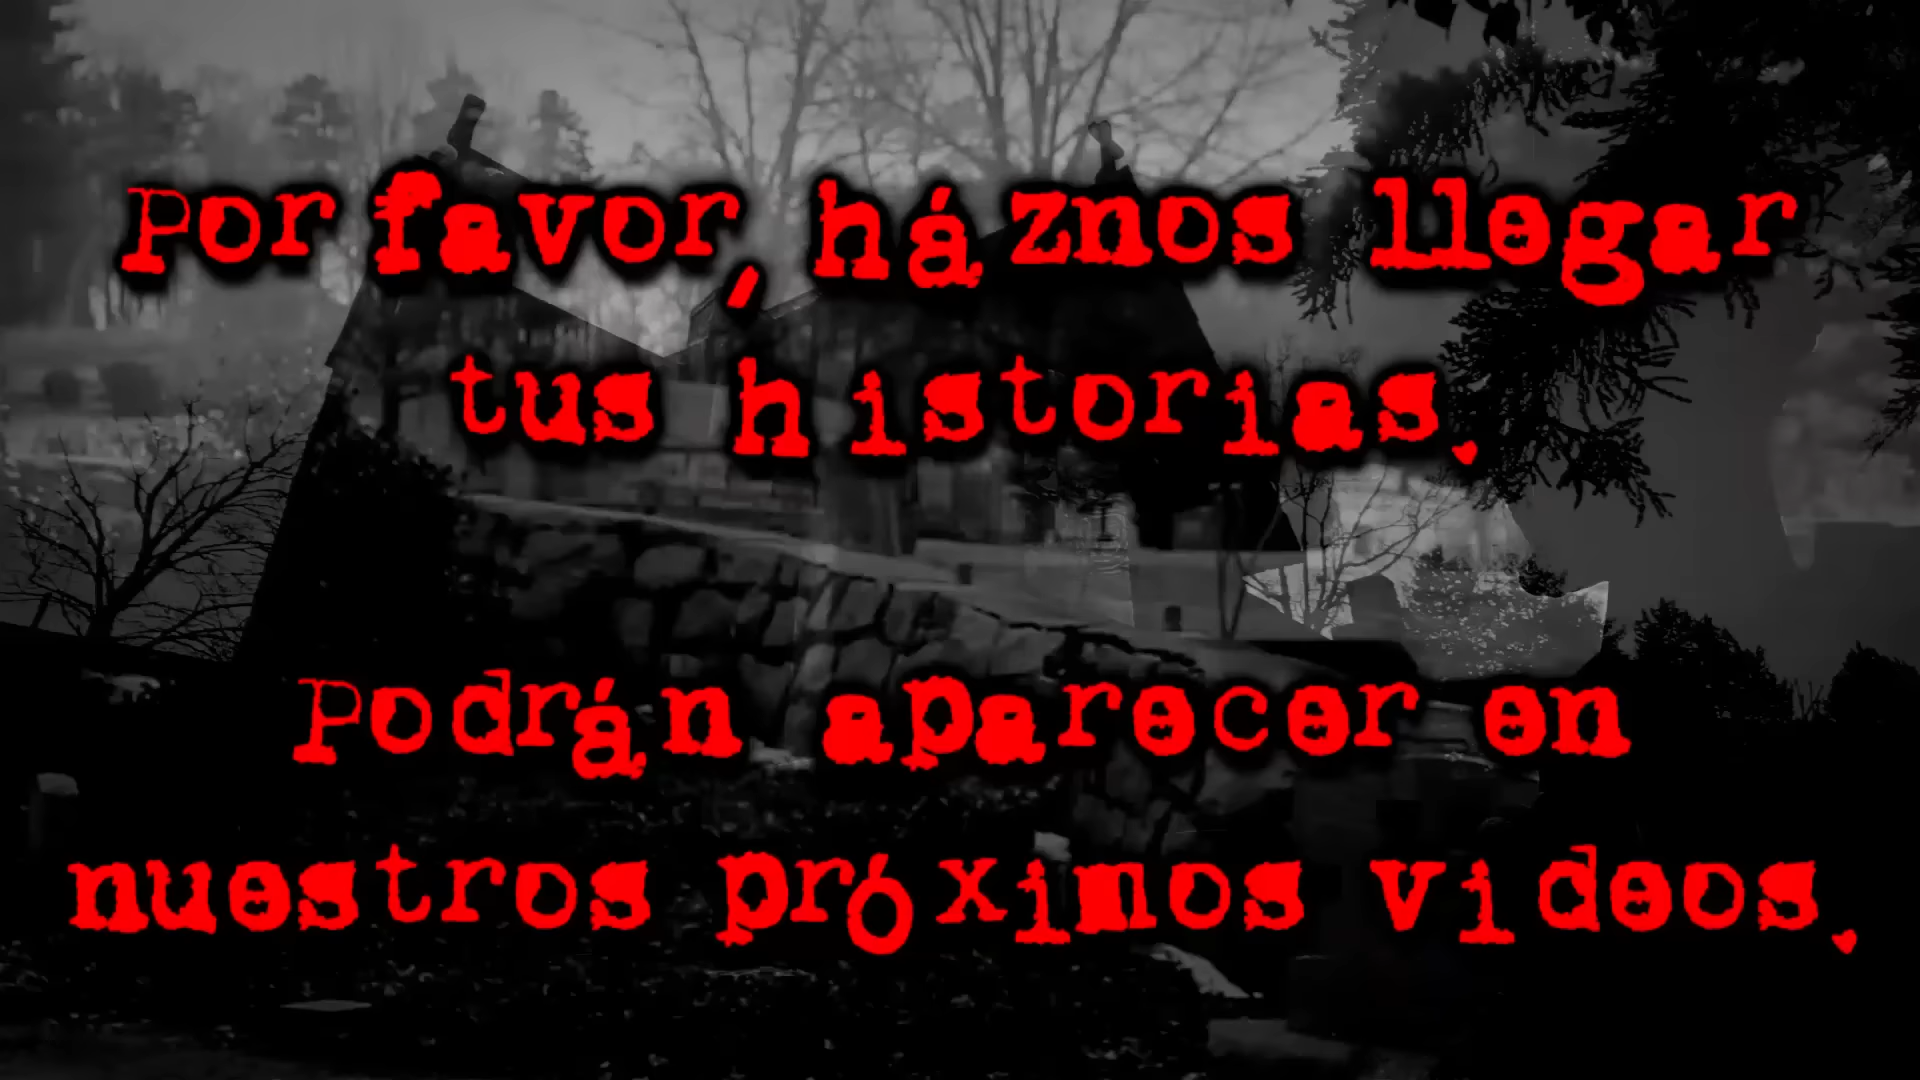 Por favor, háznos llegar
tus historias.
Podrán aparecer en
nuestros próximos videos.